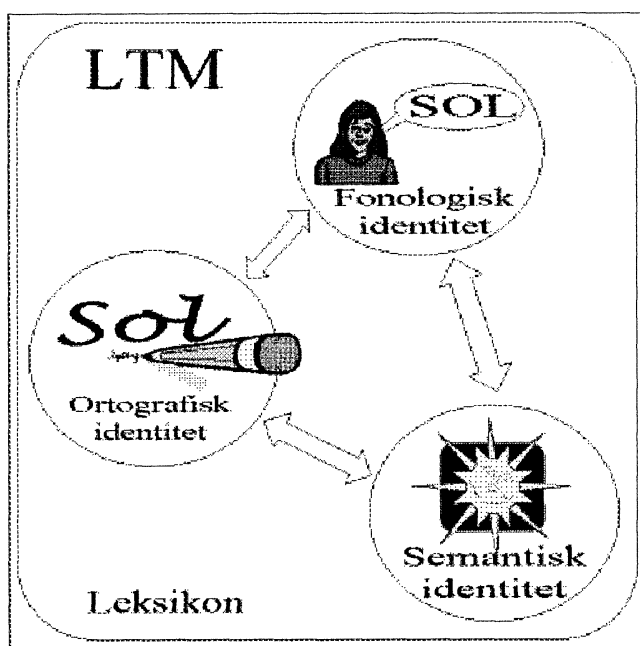 LTM
SOL
Fonologisk
identitet
Sol
Ortografisk
identitet
Semantisk
identitet
Leksikon